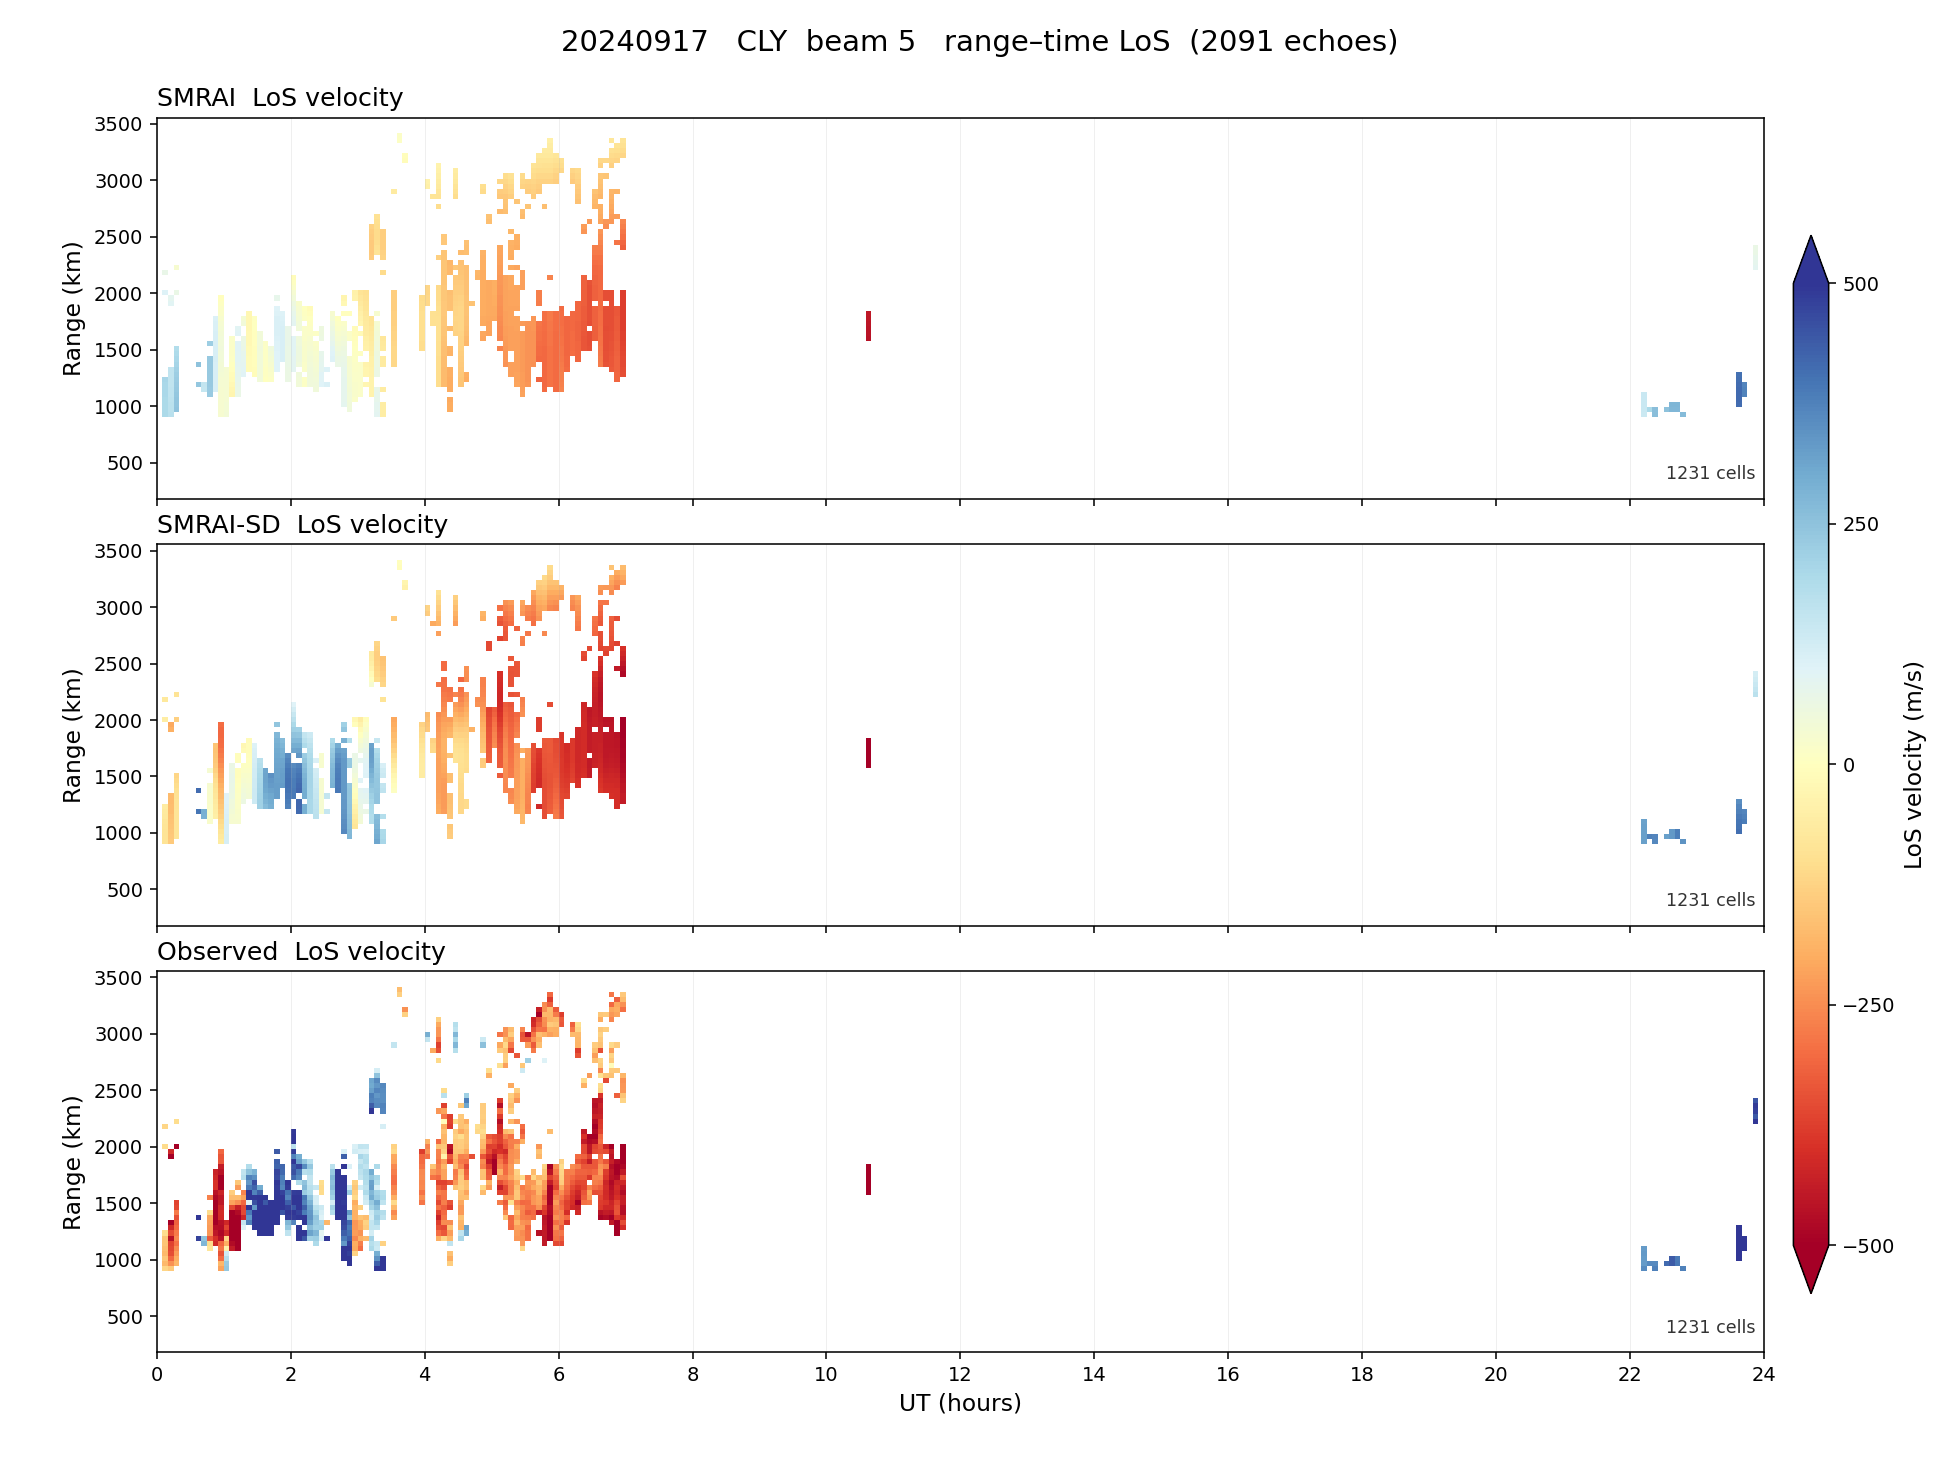 20240917   CLY  beam 5   range–time LoS  (2091 echoes)
SMRAI  LoS velocity
3500
3000
2500
2000
1500
1000
500
Range (km)
1231 cells
SMRAI-SD  LoS velocity
3500
3000
2500
2000
1500
1000
500
Range (km)
1231 cells
Observed  LoS velocity
3500
3000
2500
2000
1500
1000
500
Range (km)
1231 cells
0 2 4 6 8 10 12 14 16 18 20 22 24
UT (hours)
500
250
0
−250
−500
LoS velocity (m/s)